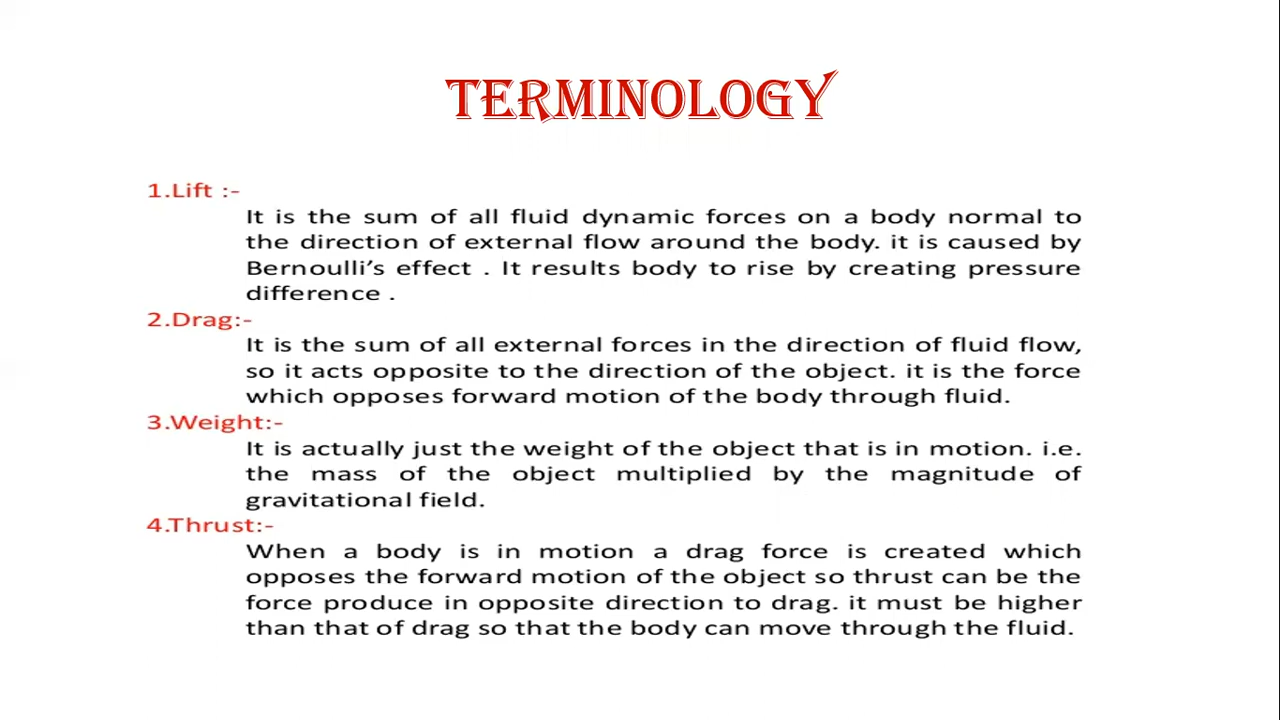 TERMINOLOGY
1.Lift :-
It is the sum of all fluid dynamic forces on a body normal to
the direction of external flow around the body. it is caused by
Bernoulli’s effect . It results body to rise by creating pressure
difference .
2.Drag:-
It is the sum of all external forces in the direction of fluid flow,
so it acts opposite to the direction of the object. it is the force
which opposes forward motion of the body through fluid.
3.Weight:-
It is actually just the weight of the object that is in motion. i.e.
the mass of the object multiplied by the magnitude of
gravitational field.
4.Thrust:-
When a body is in motion a drag force is created which
opposes the forward motion of the object so thrust can be the
force produce in opposite direction to drag. it must be higher
than that of drag so that the body can move through the fluid.